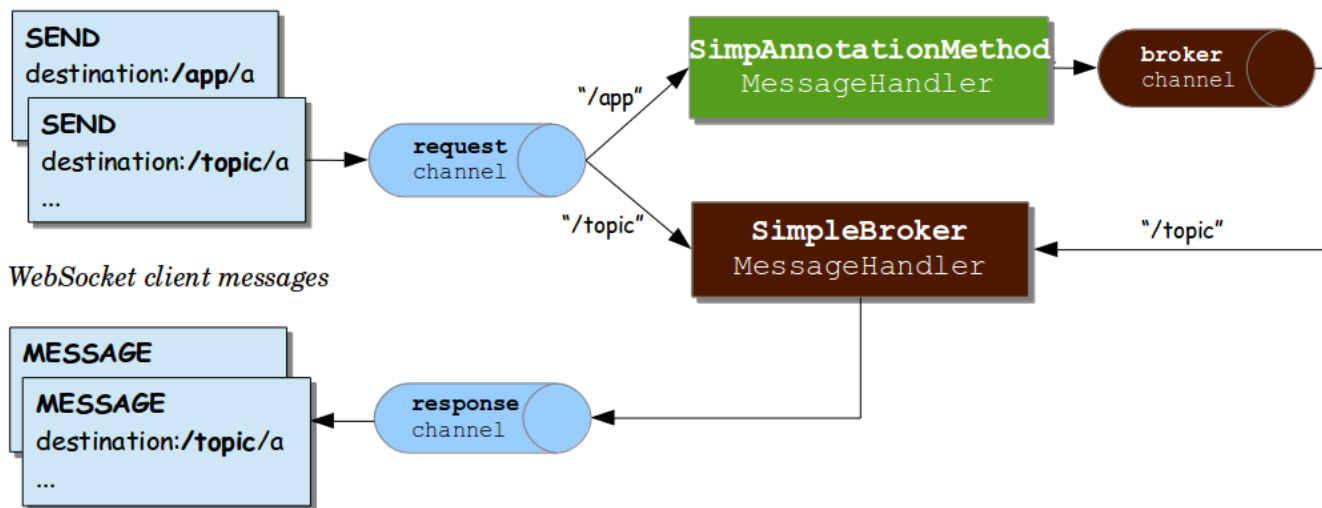 SEND
destination:/app/a
SEND
destination:/topic/a
...
WebSocket client messages
request
channel
“/app”
“/topic”
SimpAnnotationMethod
MessageHandler
broker
channel
SimpleBroker
MessageHandler
“/topic”
MESSAGE
MESSAGE
destination:/topic/a
...
response
channel